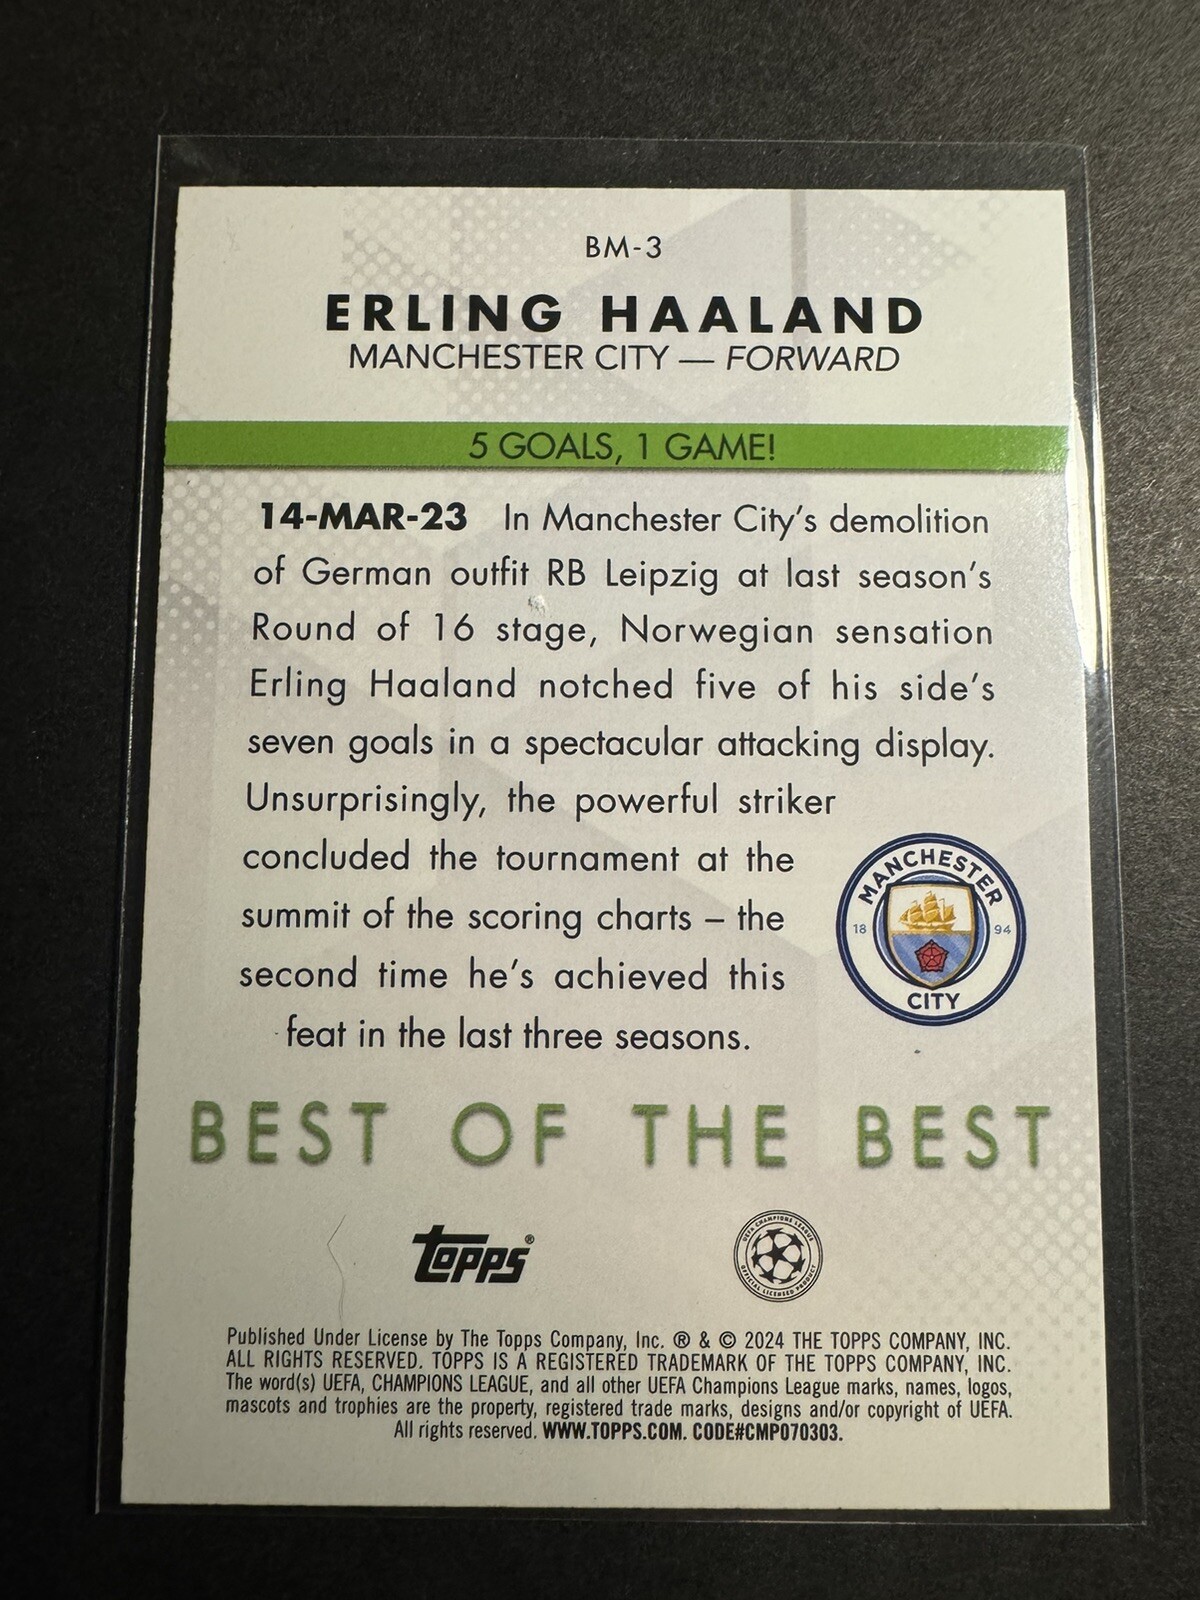 BM-3
ERLING HAALAND
MANCHESTER CITY — FORWARD
5 GOALS, 1 GAME!
14-MAR-23 In Manchester City's demolition
of German outfit RB Leipzig at last season's
Round of 16 stage, Norwegian sensation
Erling Haaland notched five of his side's
seven goals in a spectacular attacking display.
Unsurprisingly, the powerful striker
concluded the tournament at the
summit of the scoring charts – the
second time he's achieved this
feat in the last three seasons.
MANCHESTER
18 94
CITY
BEST OF THE BEST
topps®
UEFA CHAMPIONS LEAGUE
OFFICIAL LICENSED PRODUCT
Published Under License by The Topps Company, Inc. ® & © 2024 THE TOPPS COMPANY, INC.
ALL RIGHTS RESERVED. TOPPS IS A REGISTERED TRADEMARK OF THE TOPPS COMPANY, INC.
The word(s) UEFA, CHAMPIONS LEAGUE, and all other UEFA Champions League marks, names, logos,
mascots and trophies are the property, registered trade marks, designs and/or copyright of UEFA.
All rights reserved. WWW.TOPPS.COM. CODE#CMP070303.